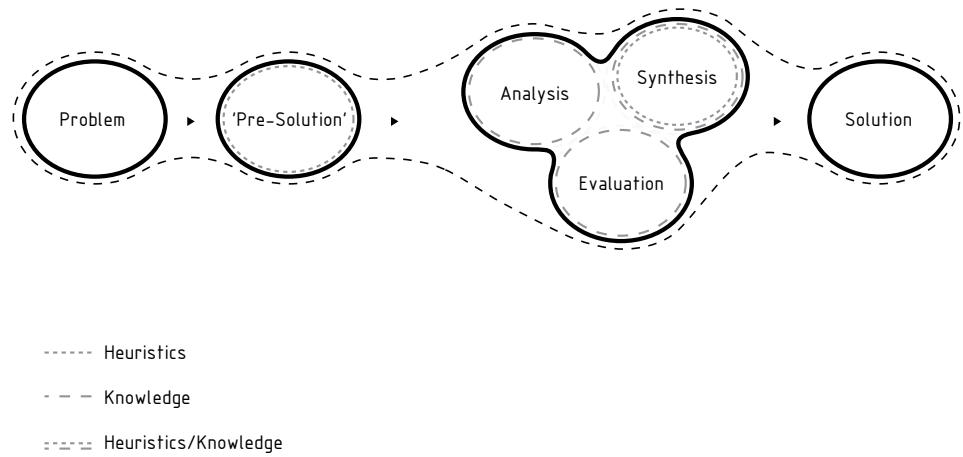 Problem
'Pre-Solution'
Analysis
Synthesis
Evaluation
Solution
Heuristics
Knowledge
Heuristics/Knowledge